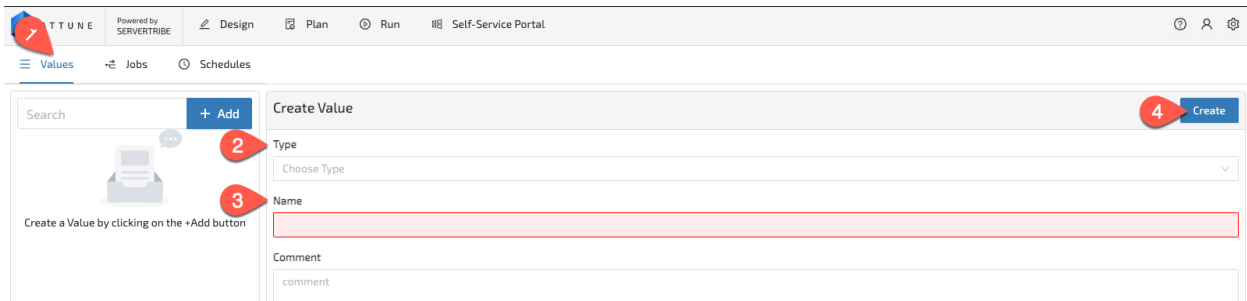 1 TTUNE Powered by SERVERTRIBE Design Plan Run Self-Service Portal
Values Jobs Schedules
Search + Add
Create a Value by clicking on the +Add button
Create Value 4 Create
2 Type
Choose Type
3 Name
Comment
comment